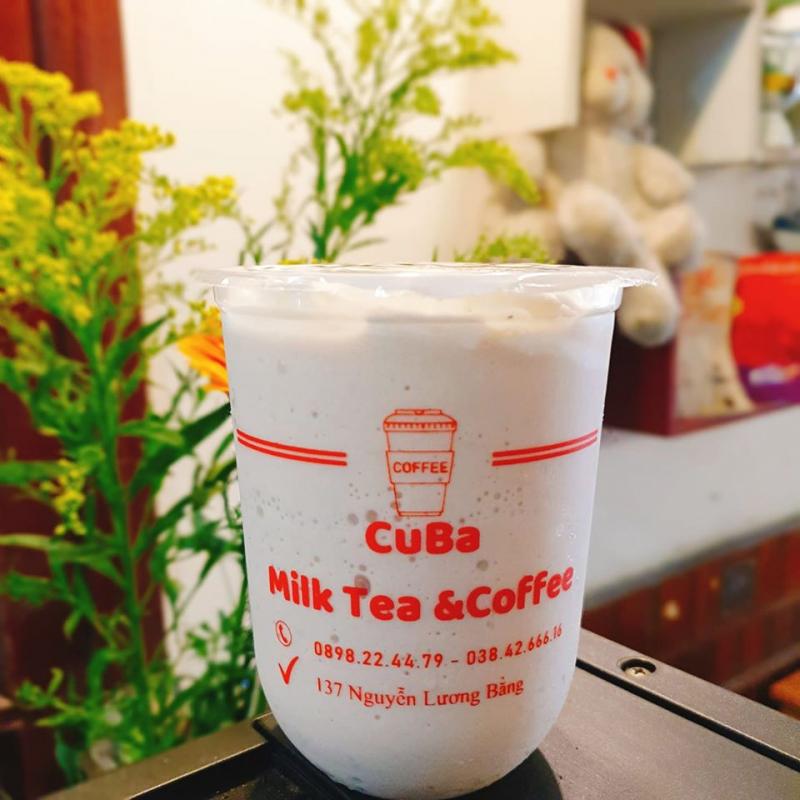 COFFEE
CuBa
Milk Tea &Coffee
0898.22.44.79 - 038.42.666.16
137 Nguyễn Lương Bằng